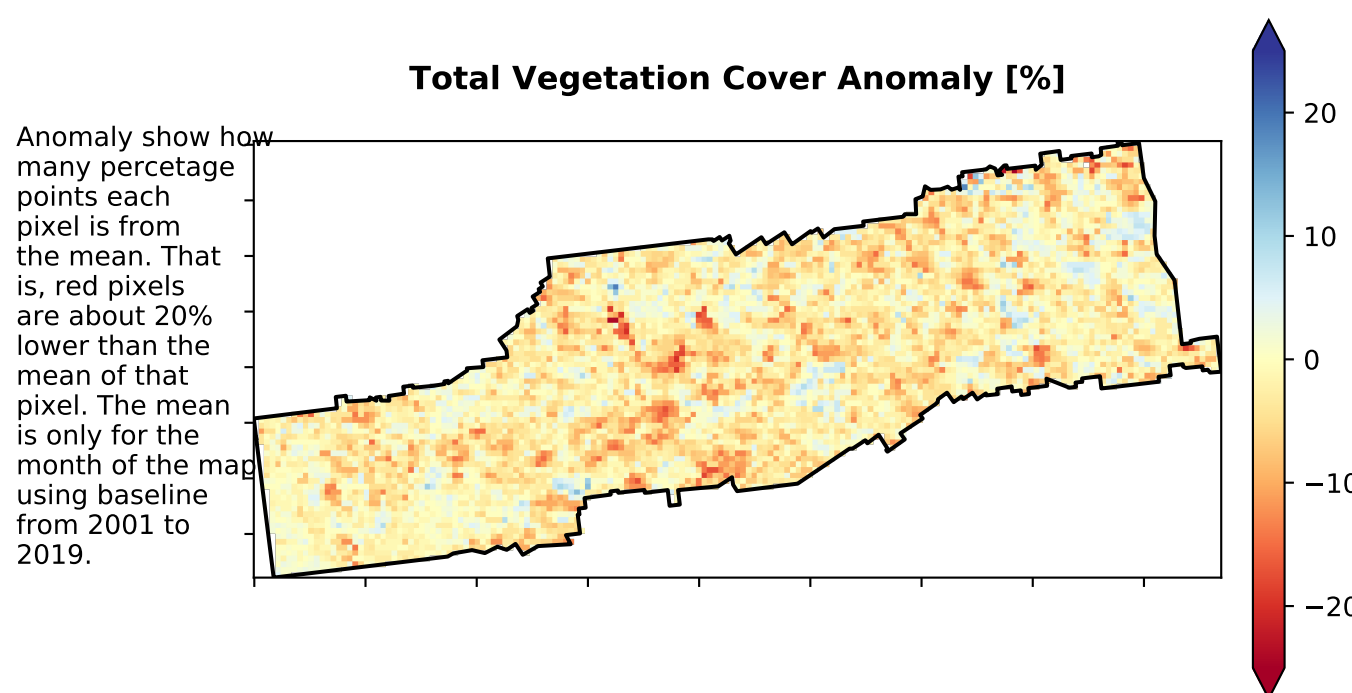 Total Vegetation Cover Anomaly [%]
Anomaly show how
many percetage
points each
pixel is from
the mean. That
is, red pixels
are about 20%
lower than the
mean of that
pixel. The mean
is only for the
month of the map
using baseline
from 2001 to
2019.
20
10
0
−10
−20